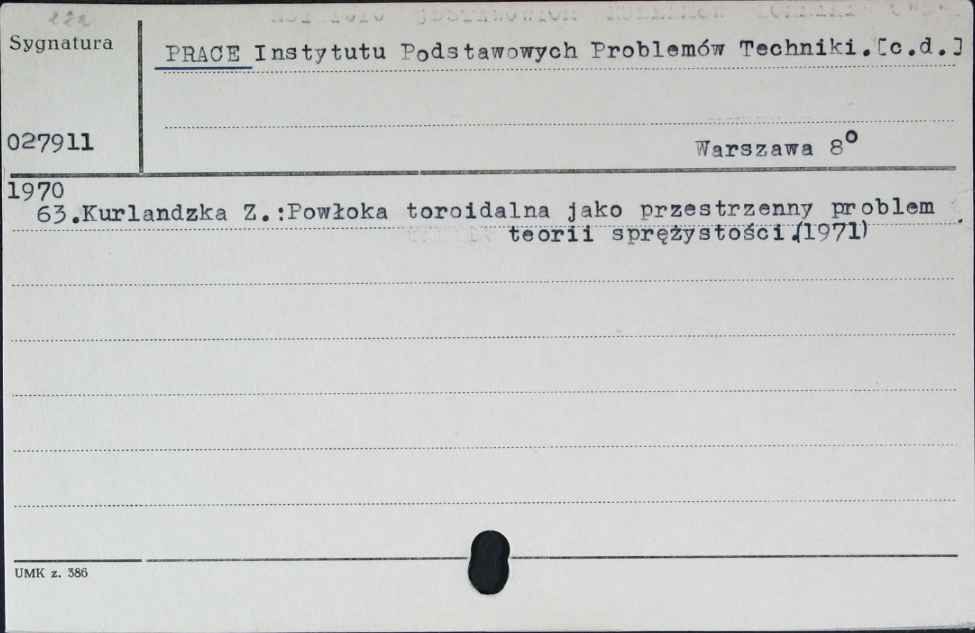 Sygnatura
PRACE Instytutu Podstawowych Problemów Techniki.[c.d.]
027911
Warszawa 8º
1970
63.Kurlandzka Z.:Powłoka toroidalna jako przestrzenny problem
teorii sprężystości.(1971)
UMK z. 386